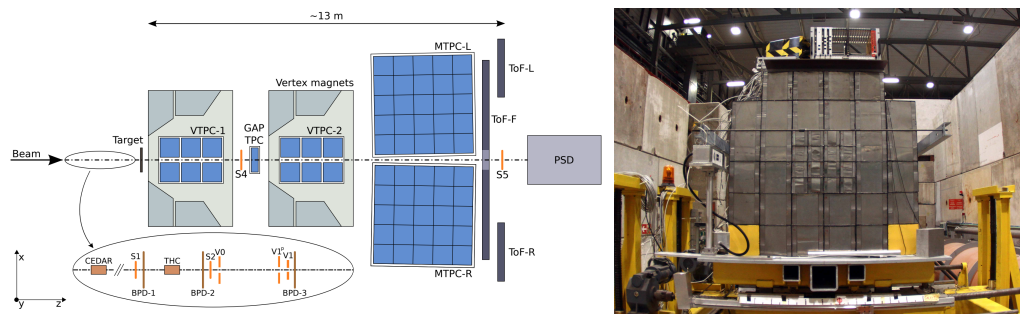 ~13 m
MTPC-L
ToF-L
Vertex magnets
ToF-F
VTPC-1
GAP
TPC
VTPC-2
Target
Beam
PSD
S4
S5
x
CEDAR
S1
THC
S2
V0
V1ᵖ
V1
ToF-R
MTPC-R
BPD-1
BPD-2
BPD-3
y
z